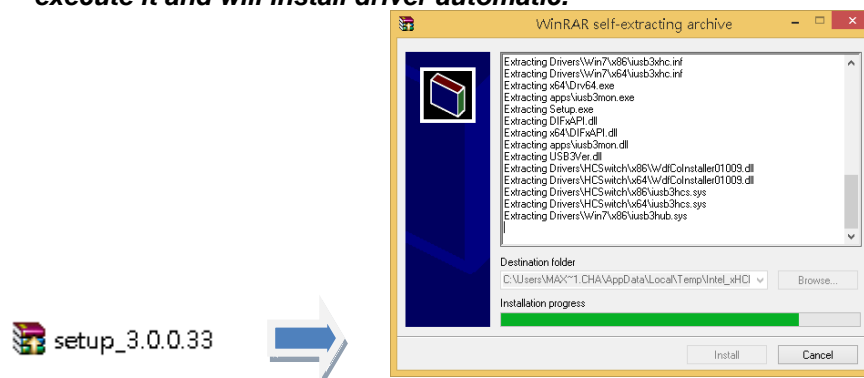 execute it and will install driver automatic.
WinRAR self-extracting archive
Extracting Drivers\Win7\x86\iusb3xhc.inf
Extracting Drivers\Win7\x64\iusb3xhc.inf
Extracting x64\Drv64.exe
Extracting apps\iusb3mon.exe
Extracting Setup.exe
Extracting DIFxAPI.dll
Extracting x64\DIFxAPI.dll
Extracting apps\iusb3mon.dll
Extracting USB3Ver.dll
Extracting Drivers\HCSwitch\x86\WdfCoInstaller01009.dll
Extracting Drivers\HCSwitch\x64\WdfCoInstaller01009.dll
Extracting Drivers\HCSwitch\x86\iusb3hcs.sys
Extracting Drivers\HCSwitch\x64\iusb3hcs.sys
Extracting Drivers\Win7\x86\iusb3hub.sys
Destination folder
C:\Users\MAX~1.CHA\AppData\Local\Temp\Intel_xHCI
Browse...
Installation progress
setup_3.0.0.33
Install
Cancel